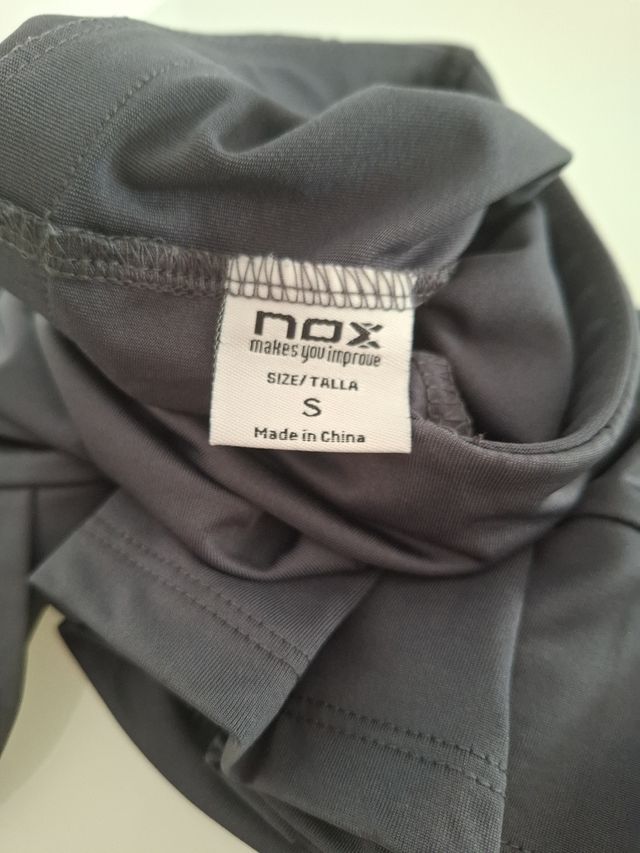 nox
makes you improve
SIZE/TALLA
S
Made in China